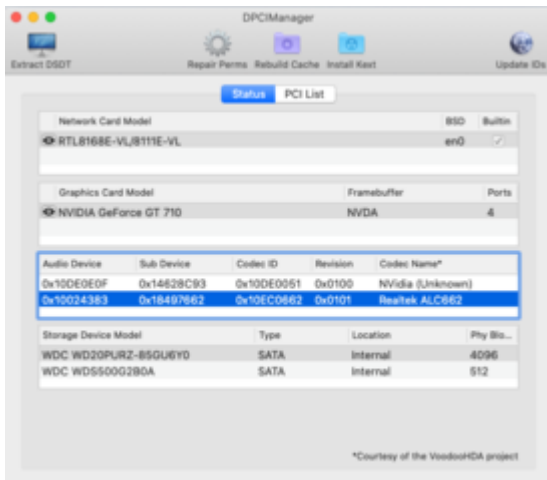 DPCIManager
Extract DSDT Repair Perms Rebuild Cache Install Kext Update IDs
Status PCI List
Network Card Model BSD Builtin
RTL8168E-VL/8111E-VL en0
Graphics Card Model Framebuffer Ports
NVIDIA GeForce GT 710 NVDA 4
Audio Device Sub Device Codec ID Revision Codec Name*
0x10DE0E0F 0x14628C93 0x10DE0051 0x0100 NVidia (Unknown)
0x10024383 0x18497662 0x10EC0662 0x0101 Realtek ALC662
Storage Device Model Type Location Phy Blo...
WDC WD20PURZ-85GU6Y0 SATA Internal 4096
WDC WDS500G2B0A SATA Internal 512
*Courtesy of the VoodooHDA project